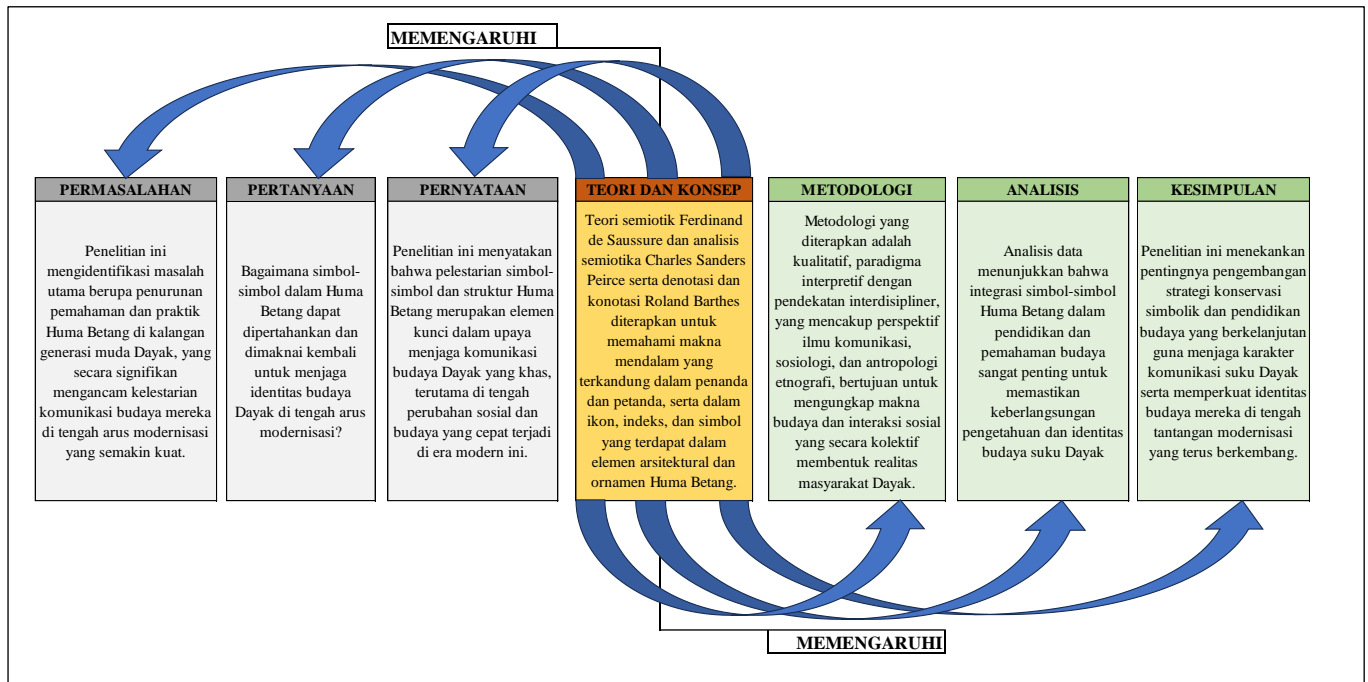 MEMENGARUHI
PERMASALAHAN
Penelitian ini
mengidentifikasi masalah
utama berupa penurunan
pemahaman dan praktik
Huma Betang di kalangan
generasi muda Dayak, yang
secara signifikan
mengancam kelestarian
komunikasi budaya mereka
di tengah arus modernisasi
yang semakin kuat.
PERTANYAAN
Bagaimana simbol-
simbol dalam Huma
Betang dapat
dipertahankan dan
dimaknai kembali
untuk menjaga
identitas budaya
Dayak di tengah arus
modernisasi?
PERNYATAAN
Penelitian ini menyatakan
bahwa pelestarian simbol-
simbol dan struktur Huma
Betang merupakan elemen
kunci dalam upaya
menjaga komunikasi
budaya Dayak yang khas,
terutama di tengah
perubahan sosial dan
budaya yang cepat terjadi
di era modern ini.
TEORI DAN KONSEP
Teori semiotik Ferdinand
de Saussure dan analisis
semiotika Charles Sanders
Peirce serta denotasi dan
konotasi Roland Barthes
diterapkan untuk
memahami makna
mendalam yang
terkandung dalam penanda
dan petanda, serta dalam
ikon, indeks, dan simbol
yang terdapat dalam
elemen arsitektural dan
ornamen Huma Betang.
METODOLOGI
Metodologi yang
diterapkan adalah
kualitatif, paradigma
interpretif dengan
pendekatan interdisipliner,
yang mencakup perspektif
ilmu komunikasi,
sosiologi, dan antropologi
etnografi, bertujuan untuk
mengungkap makna
budaya dan interaksi sosial
yang secara kolektif
membentuk realitas
masyarakat Dayak.
ANALISIS
Analisis data
menunjukkan bahwa
integrasi simbol-simbol
Huma Betang dalam
pendidikan dan
pemahaman budaya
sangat penting untuk
memastikan
keberlangsungan
pengetahuan dan identitas
budaya suku Dayak
KESIMPULAN
Penelitian ini menekankan
pentingnya pengembangan
strategi konservasi
simbolik dan pendidikan
budaya yang berkelanjutan
guna menjaga karakter
komunikasi suku Dayak
serta memperkuat identitas
budaya mereka di tengah
tantangan modernisasi
yang terus berkembang.
MEMENGARUHI